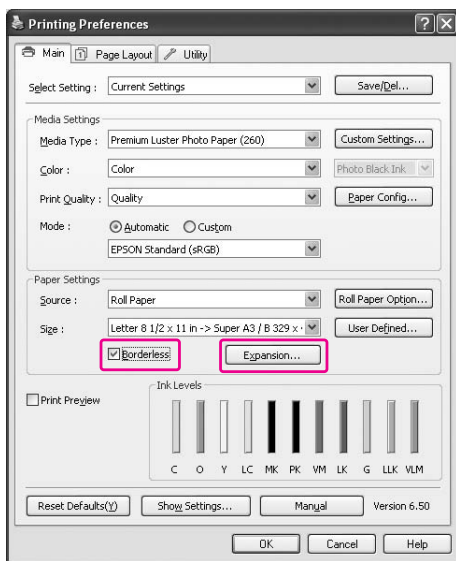 Printing Preferences
Main Page Layout Utility
Select Setting : Current Settings Save/Del...
Media Settings
Media Type : Premium Luster Photo Paper (260) Custom Settings...
Color : Color Photo Black Ink
Print Quality : Quality Paper Config...
Mode : Automatic Custom
EPSON Standard (sRGB)
Paper Settings
Source : Roll Paper Roll Paper Option...
Size : Letter 8 1/2 x 11 in -> Super A3 / B 329 x User Defined...
Borderless Expansion...
Print Preview
Ink Levels
C O Y LC MK PK VM LK G LLK VLM
Reset Defaults(Y) Show Settings... Manual Version 6.50
OK Cancel Help